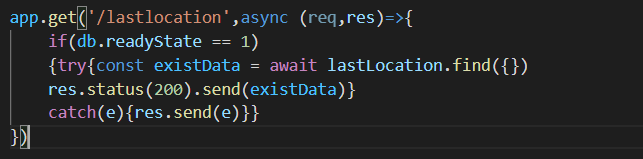 app.get('/lastlocation',async (req,res)=>{
if(db.readyState == 1)
{try{const existData = await lastLocation.find({})
res.status(200).send(existData)}
catch(e){res.send(e)}}
})